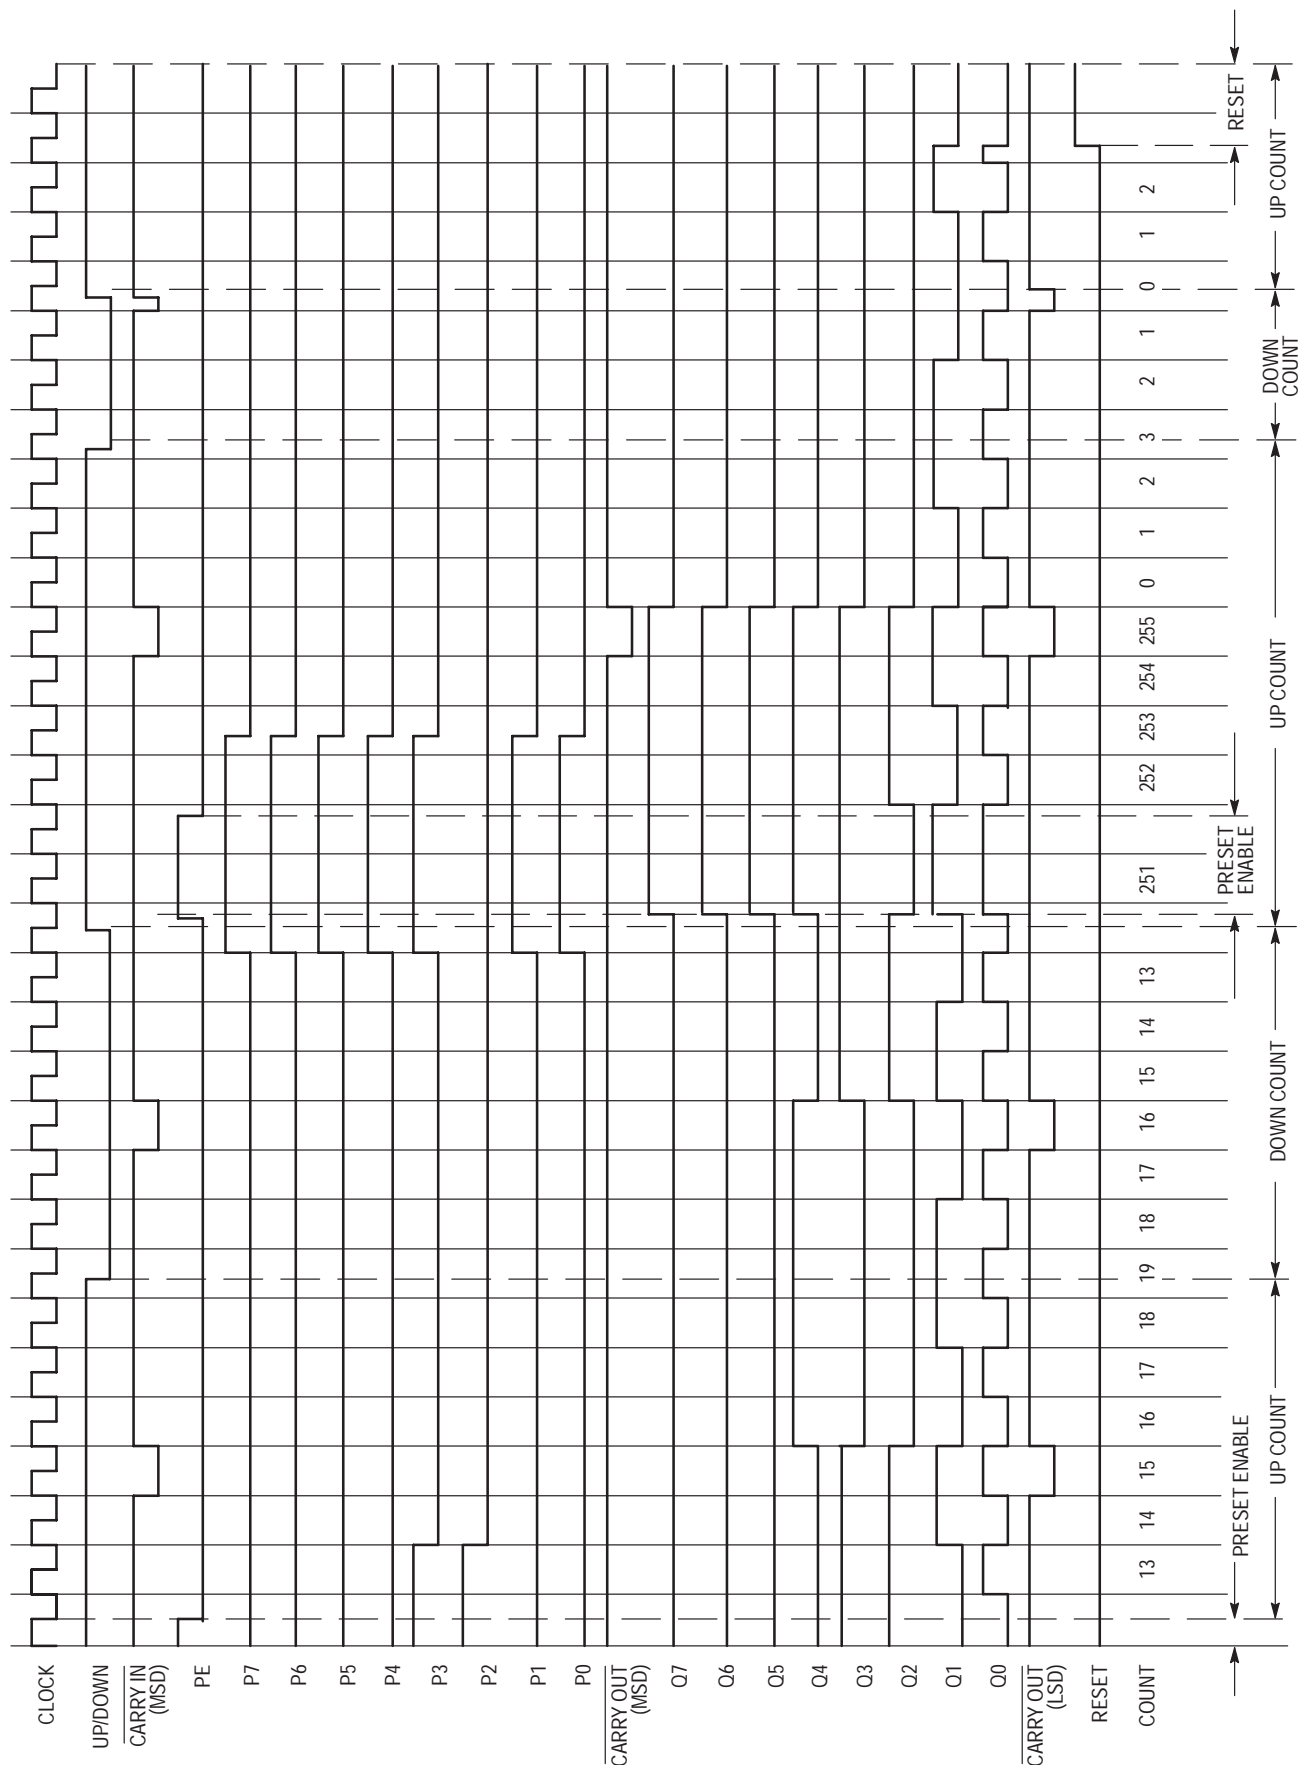 CLOCK
UP/DOWN
CARRY IN
(MSD)
PE
P7
P6
P5
P4
P3
P2
P1
P0
CARRY OUT
(MSD)
Q7
Q6
Q5
Q4
Q3
Q2
Q1
Q0
CARRY OUT
(LSD)
RESET
COUNT 13 14 15 16 17 18 19 18 17 16 15 14 13 251 252 253 254 255 0 1 2 3 2 1 0 1 2
PRESET ENABLE
PRESET
ENABLE
RESET
UP COUNT
DOWN COUNT
UP COUNT
DOWN
COUNT
UP COUNT